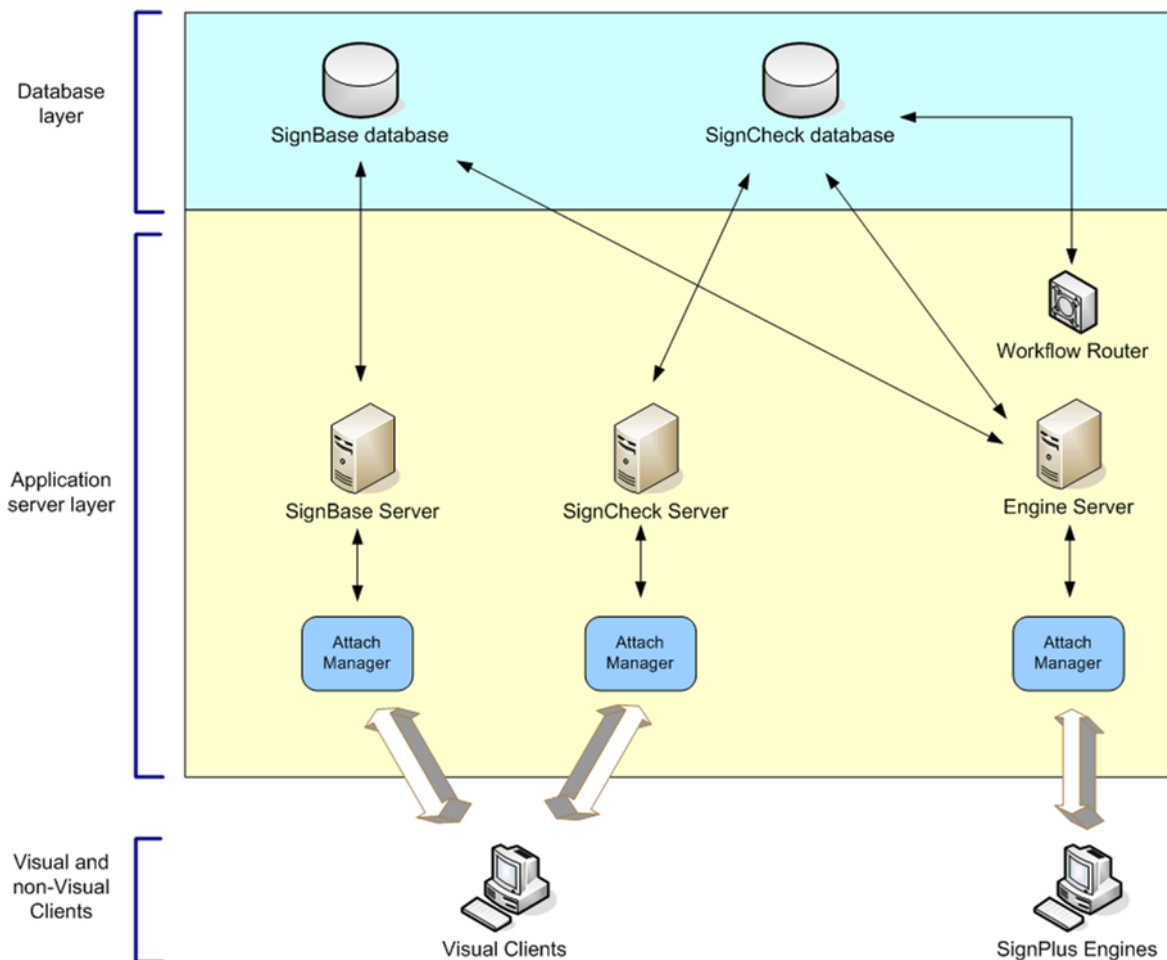 Database
layer
SignBase database
SignCheck database
Workflow Router
Application
server layer
SignBase Server
SignCheck Server
Engine Server
Attach
Manager
Attach
Manager
Attach
Manager
Visual and
non-Visual
Clients
Visual Clients
SignPlus Engines